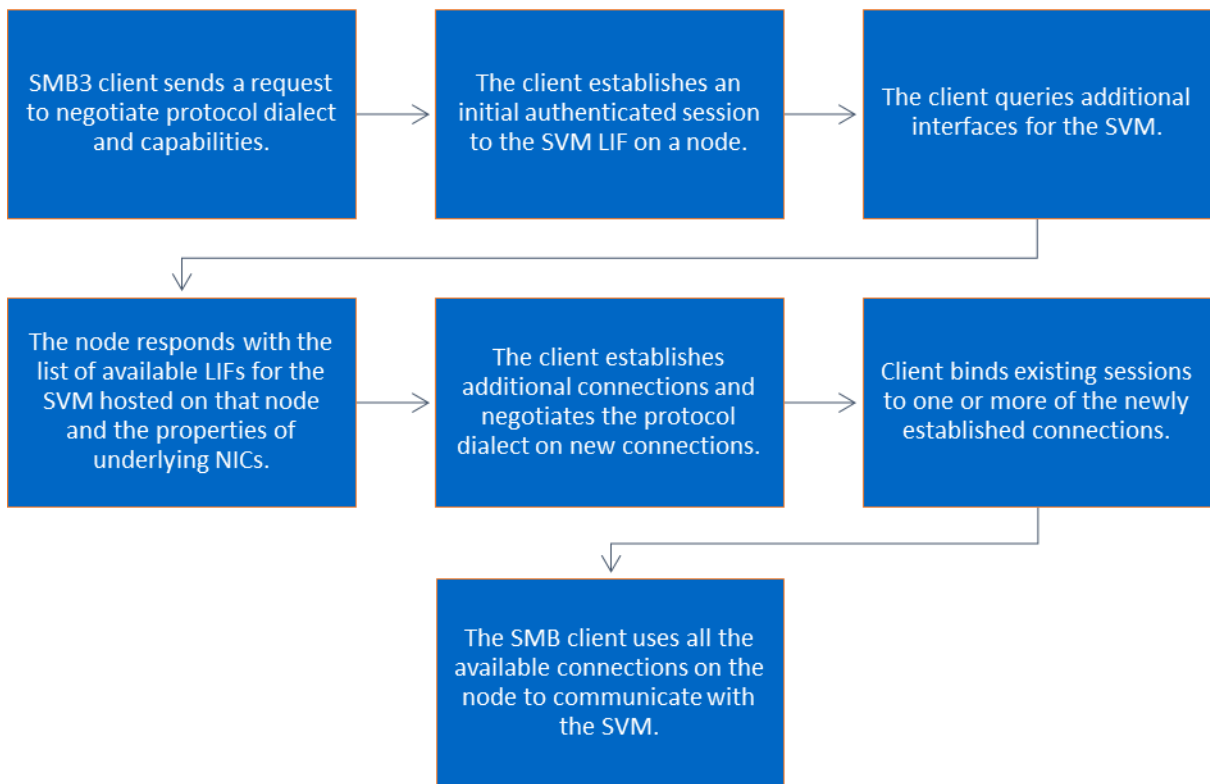 SMB3 client sends a request
to negotiate protocol dialect
and capabilities.
The client establishes an
initial authenticated session
to the SVM LIF on a node.
The client queries additional
interfaces for the SVM.
The node responds with the
list of available LIFs for the
SVM hosted on that node
and the properties of
underlying NICs.
The client establishes
additional connections and
negotiates the protocol
dialect on new connections.
Client binds existing sessions
to one or more of the newly
established connections.
The SMB client uses all the
available connections on the
node to communicate with
the SVM.